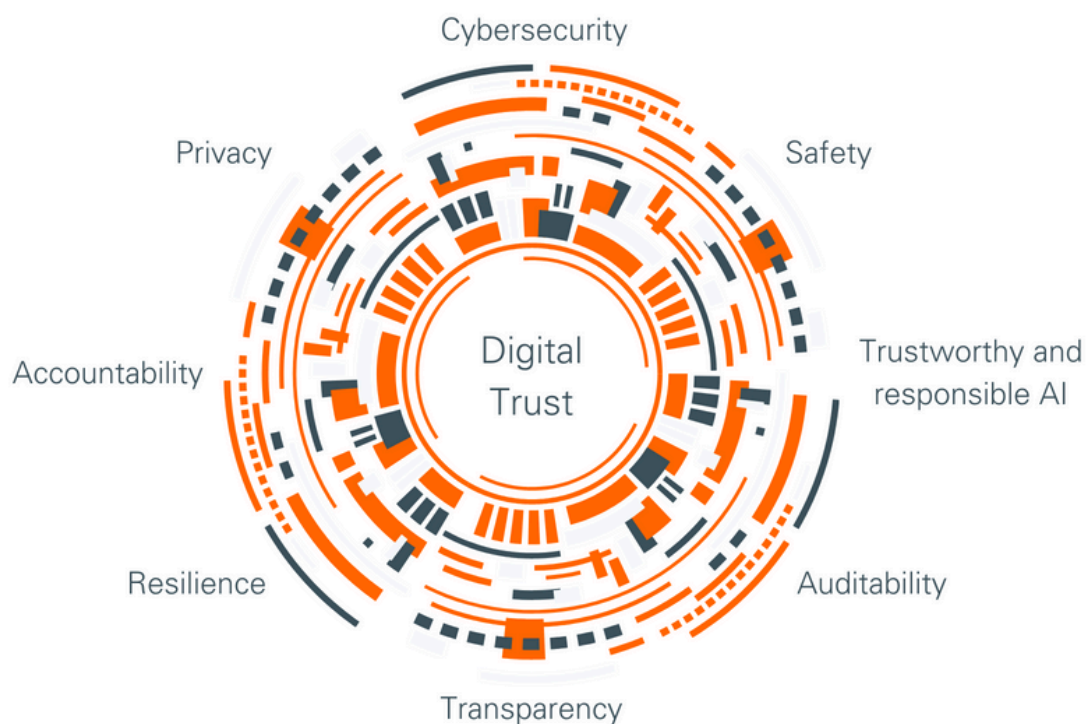 Cybersecurity
Privacy
Safety
Digital
Trust
Accountability
Trustworthy and
responsible AI
Resilience
Auditability
Transparency